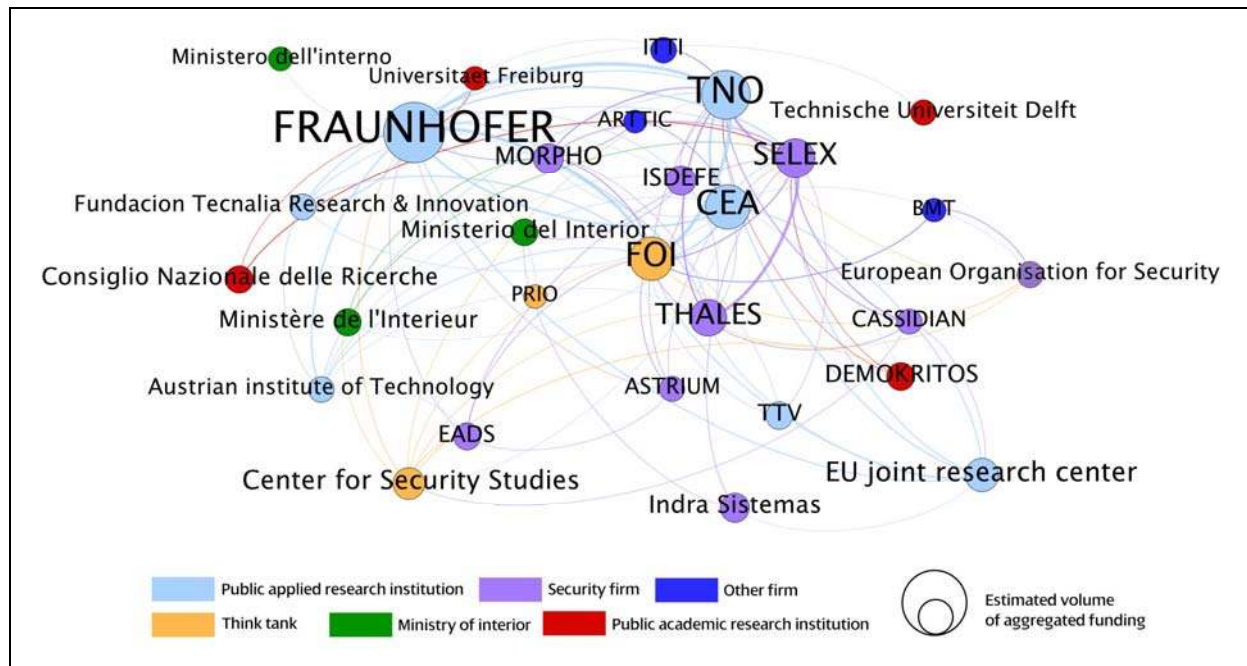 ITTI
Ministero dell'interno
Universitaet Freiburg
TNO
Technische Universiteit Delft
FRAUNHOFER
ARTTIC
MORPHO
SELEX
ISDEFE
Fundacion Tecnalia Research & Innovation
CEA
BMT
Ministerio del Interior
FOI
Consiglio Nazionale delle Ricerche
European Organisation for Security
PRIO
Ministère de l'Interieur
THALES
CASSIDIAN
DEMOKRITOS
Austrian institute of Technology
ASTRIUM
TTV
EADS
Center for Security Studies
EU joint research center
Indra Sistemas
Public applied research institution
Security firm
Other firm
Think tank
Ministry of interior
Public academic research institution
Estimated volume
of aggregated funding